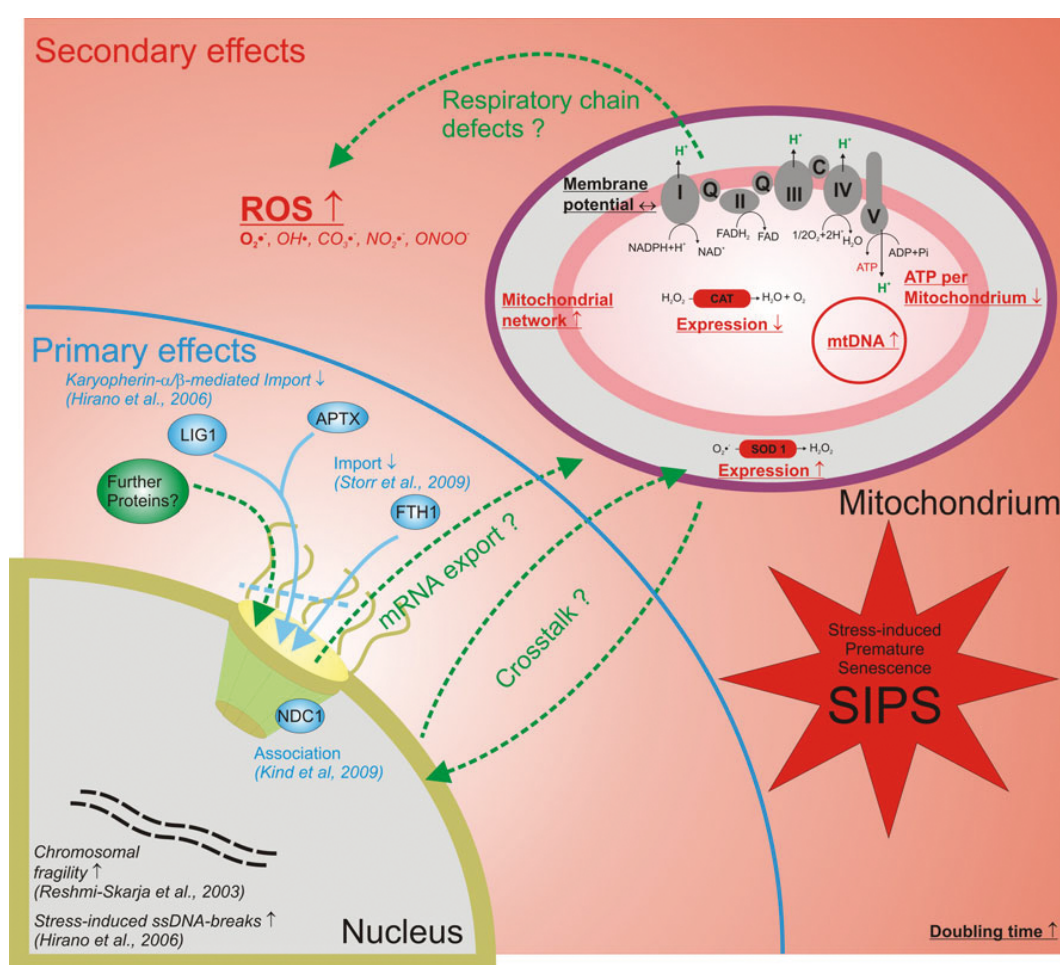 Secondary effects
Respiratory chain
defects ?
ROS ↑
O₂•⁻, OH•, CO₃•⁻, NO₂•⁻, ONOO⁻
H⁺
H⁺
H⁺
I
Q
II
Q
III
C
IV
V
Membrane
potential ↔
NADPH+H⁺
NAD⁺
FADH₂
FAD
1/2O₂+2H⁺
H₂O
ADP+Pi
ATP
H⁺
ATP per
Mitochondrium ↓
Mitochondrial
network ↑
H₂O₂
CAT
H₂O + O₂
Expression ↓
mtDNA ↑
O₂•⁻
SOD 1
H₂O₂
Expression ↑
Mitochondrium
Primary effects
Karyopherin-α/β-mediated Import ↓
(Hirano et al., 2006)
LIG1
APTX
Further
Proteins?
Import ↓
(Storr et al., 2009)
FTH1
mRNA export ?
Crosstalk ?
NDC1
Association
(Kind et al, 2009)
Stress-induced
Premature
Senescence
SIPS
Chromosomal
fragility ↑
(Reshmi-Skarja et al., 2003)
Stress-induced ssDNA-breaks ↑
(Hirano et al., 2006)
Nucleus
Doubling time ↑